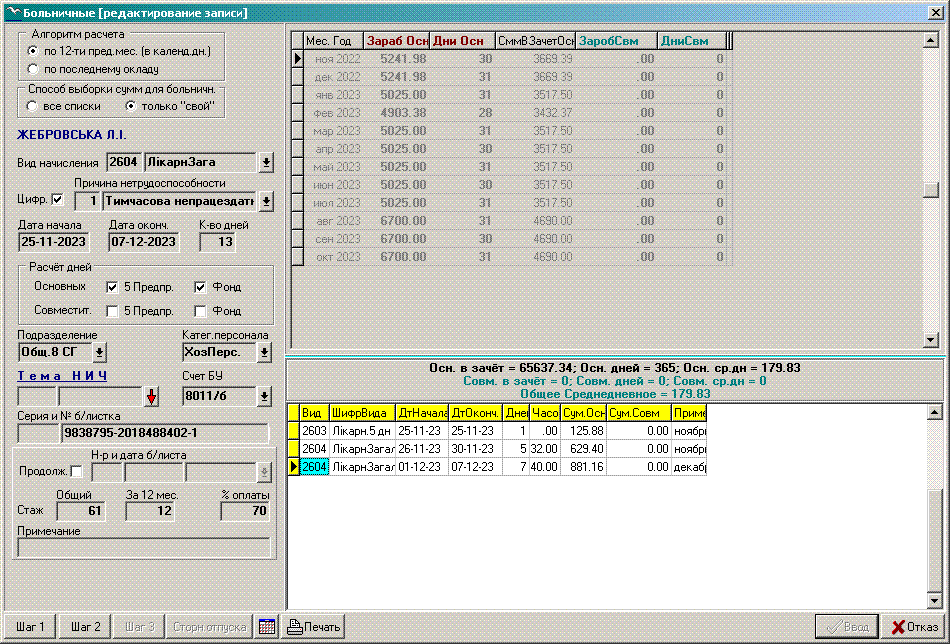 Больничные [редактирование записи]
Алгоритм расчета
по 12-ти пред.мес. (в календ.дн.)
по последнему окладу
Способ выборки сумм для больничн.
все списки только "свой"
ЖЕБРОВСЬКА Л.І.
Вид начисления 2604 ЛікарнЗага
Причина нетрудоспособности
Цифр. 1 Тимчасова непрацездатн
Дата начала Дата оконч. К-во дней
25-11-2023 07-12-2023 13
Расчёт дней
Основных 5 Предпр. Фонд
Совместит. 5 Предпр. Фонд
Подразделение Катег.персонала
Общ.8 СГ ХозПерс.
Тема НИЧ Счет БУ
8011/6
Серия и № б/листка
9838795-2018488402-1
Н-р и дата б/листа
Продолж.
Общий За 12 мес. % оплаты
Стаж 61 12 70
Примечание
Мес. Год Зараб Осн Дни Осн СммВЗачетОсн ЗаробСвм ДниСвм
ноя 2022 5241.98 30 3669.39 .00 0
дек 2022 5241.98 31 3669.39 .00 0
янв 2023 5025.00 31 3517.50 .00 0
фев 2023 4903.38 28 3432.37 .00 0
мар 2023 5025.00 31 3517.50 .00 0
апр 2023 5025.00 30 3517.50 .00 0
май 2023 5025.00 31 3517.50 .00 0
июн 2023 5025.00 30 3517.50 .00 0
июл 2023 5025.00 31 3517.50 .00 0
авг 2023 6700.00 31 4690.00 .00 0
сен 2023 6700.00 30 4690.00 .00 0
окт 2023 6700.00 31 4690.00 .00 0
Осн. в зачёт = 65637.34; Осн. дней = 365; Осн. ср.дн = 179.83
Совм. в зачёт = 0; Совм. дней = 0; Совм. ср.дн = 0
Общее Среднедневное = 179.83
Вид ШифрВида ДтНачала ДтОконч. Дней Часо Сум.Осн Сум.Совм Приме
2603 Лікарн.5 дн 25-11-23 25-11-23 1 .00 125.88 0.00 ноябрь
2604 ЛікарнЗагал 26-11-23 30-11-23 5 32.00 629.40 0.00 ноябрь
2604 ЛікарнЗагал 01-12-23 07-12-23 7 40.00 881.16 0.00 декабр
Шаг 1 Шаг 2 Шаг 3 Сторн.отпуска Печать Ввод Отказ